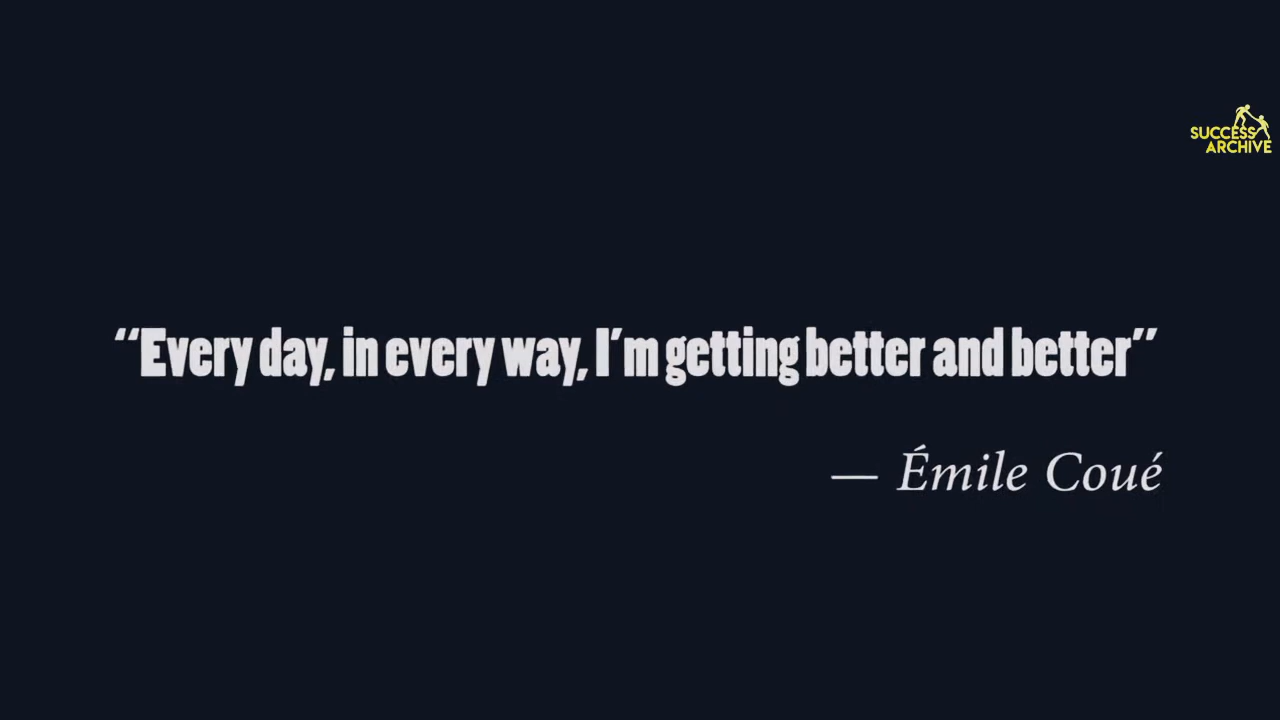 SUCCESS
ARCHIVE
“Every day, in every way, I'm getting better and better”
— Émile Coué